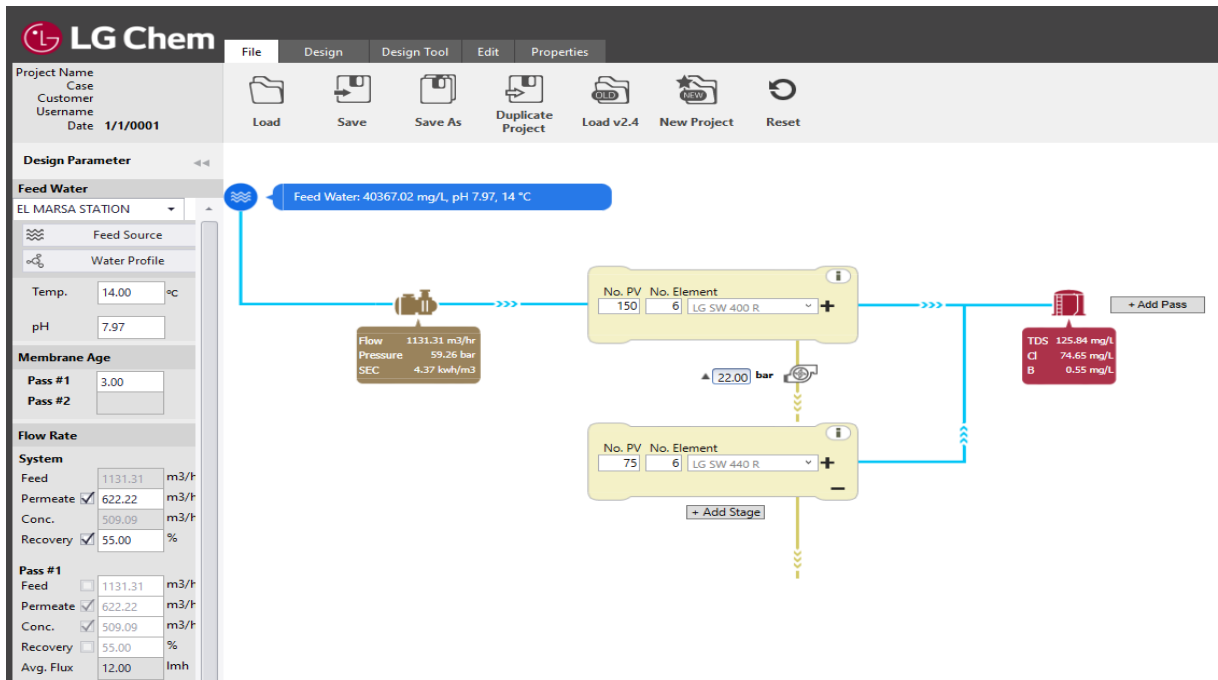 LG Chem
File Design Design Tool Edit Properties
Project Name
Case
Customer
Username
Date 1/1/0001
Load Save Save As Duplicate Project Load v2.4 New Project Reset
OLD NEW
Design Parameter
Feed Water
EL MARSA STATION
Feed Source
Water Profile
Temp. 14.00 °C
pH 7.97
Membrane Age
Pass #1 3.00
Pass #2
Flow Rate
System
Feed 1131.31 m3/h
Permeate 622.22 m3/h
Conc. 509.09 m3/h
Recovery 55.00 %
Pass #1
Feed 1131.31 m3/h
Permeate 622.22 m3/h
Conc. 509.09 m3/h
Recovery 55.00 %
Avg. Flux 12.00 lmh
Feed Water: 40367.02 mg/L, pH 7.97, 14 °C
Flow 1131.31 m3/hr
Pressure 59.26 bar
SEC 4.37 kwh/m3
No. PV No. Element
150 6 LG SW 400 R
22.00 bar
No. PV No. Element
75 6 LG SW 440 R
+ Add Stage
+ Add Pass
TDS 125.84 mg/L
Cl 74.65 mg/L
B 0.55 mg/L